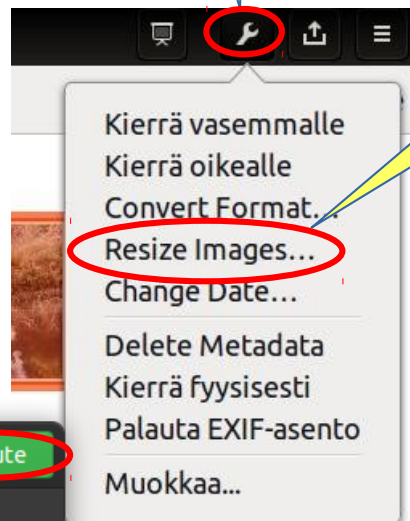 Kierrä vasemmalle
Kierrä oikealle
Convert Format...
Resize Images...
Change Date...
Delete Metadata
Kierrä fyysisesti
Palauta EXIF-asento
Muokkaa...